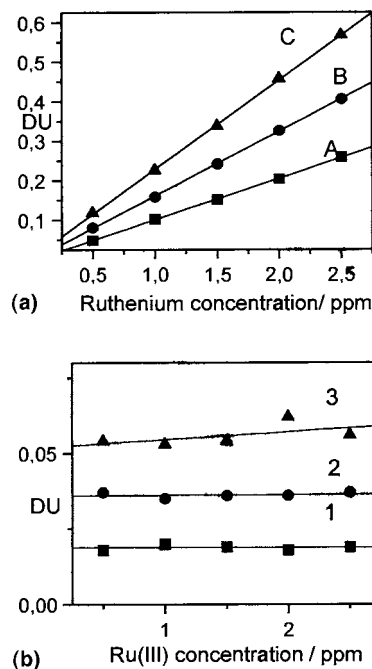 C
B
A
0,6
0,5
0,4
DU
0,3
0,2
0,1
0,5 1,0 1,5 2,0 2,5
(a) Ruthenium concentration/ ppm
3
2
1
0,05
DU
0,00
1 2
(b) Ru(III) concentration / ppm